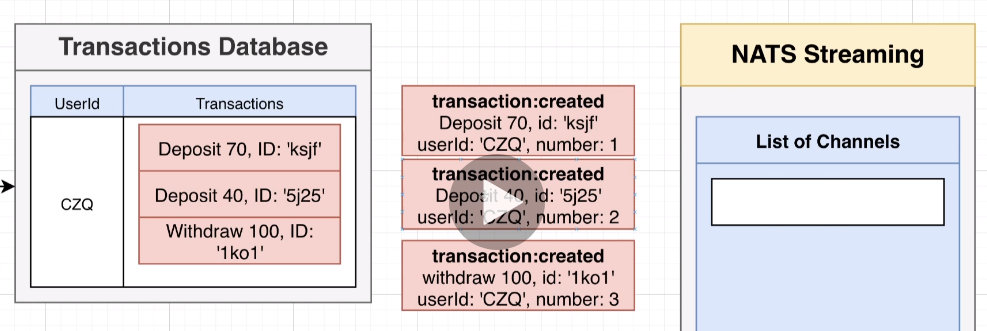 Transactions Database
UserId
Transactions
Deposit 70, ID: 'ksjf'
Deposit 40, ID: '5j25'
CZQ
Withdraw 100, ID:
'1ko1'
transaction:created
Deposit 70, id: 'ksjf'
userId: 'CZQ', number: 1
transaction:created
Deposit 40, id: '5j25'
userId: 'CZQ', number: 2
transaction:created
withdraw 100, id: '1ko1'
userId: 'CZQ', number: 3
NATS Streaming
List of Channels